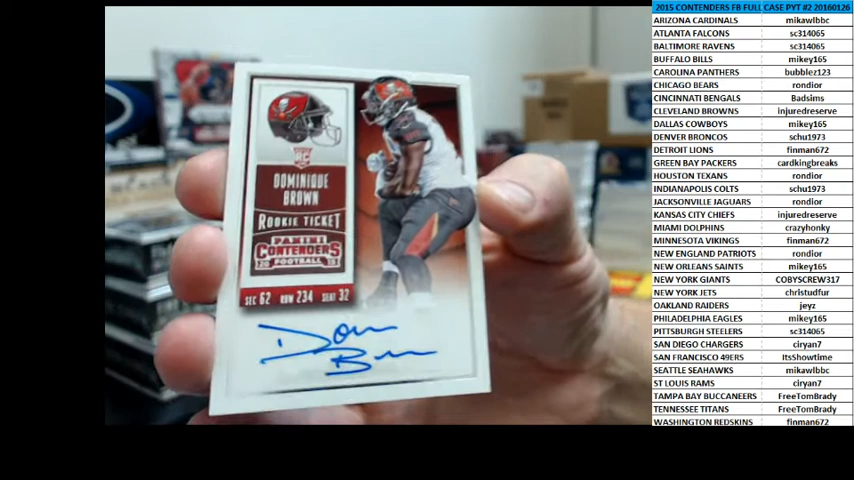 DOMINIQUE
BROWN
ROOKIE TICKET
PANINI
CONTENDERS
FOOTBALL
SEC 62 ROW 234 SEAT 32
2015 CONTENDERS FB FULL CASE PYT #2 20160126
ARIZONA CARDINALS mikawlbbc
ATLANTA FALCONS sc314065
BALTIMORE RAVENS sc314065
BUFFALO BILLS mikey165
CAROLINA PANTHERS bubblez123
CHICAGO BEARS rondior
CINCINNATI BENGALS Badsims
CLEVELAND BROWNS injuredreserve
DALLAS COWBOYS mikey165
DENVER BRONCOS schu1973
DETROIT LIONS finman672
GREEN BAY PACKERS cardkingbreaks
HOUSTON TEXANS rondior
INDIANAPOLIS COLTS schu1973
JACKSONVILLE JAGUARS rondior
KANSAS CITY CHIEFS injuredreserve
MIAMI DOLPHINS crazyhonky
MINNESOTA VIKINGS finman672
NEW ENGLAND PATRIOTS rondior
NEW ORLEANS SAINTS mikey165
NEW YORK GIANTS COBYSCREW317
NEW YORK JETS christudfur
OAKLAND RAIDERS jeyz
PHILADELPHIA EAGLES mikey165
PITTSBURGH STEELERS sc314065
SAN DIEGO CHARGERS ciryan7
SAN FRANCISCO 49ERS ItsShowtime
SEATTLE SEAHAWKS mikawlbbc
ST LOUIS RAMS ciryan7
TAMPA BAY BUCCANEERS FreeTomBrady
TENNESSEE TITANS FreeTomBrady
WASHINGTON REDSKINS finman672